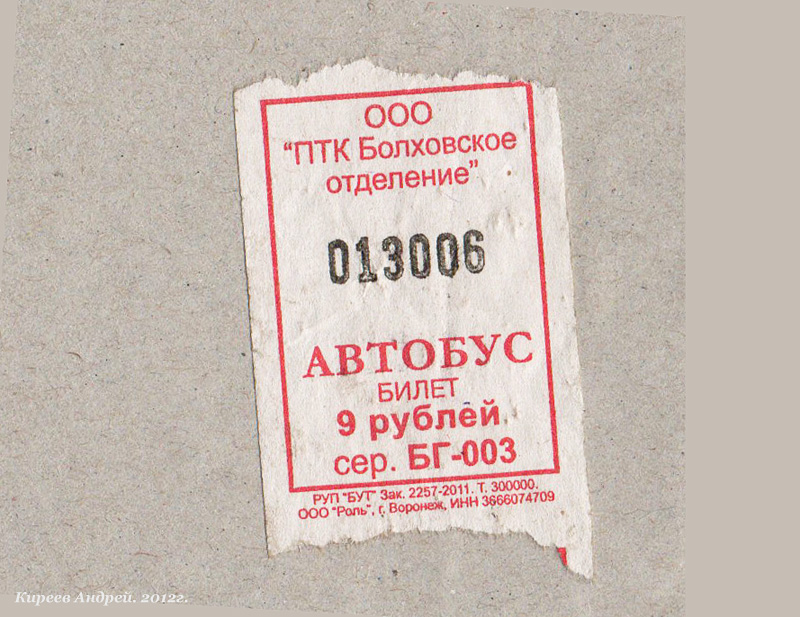 ООО
“ПТК Болховское
отделение”
013006
АВТОБУС
БИЛЕТ
9 рублей
сер. БГ-003
РУП “БУТ” Зак. 2257-2011. Т. 300000.
ООО “Роль”, г. Воронеж, ИНН 3666074709
Киреев Андрей. 2012г.